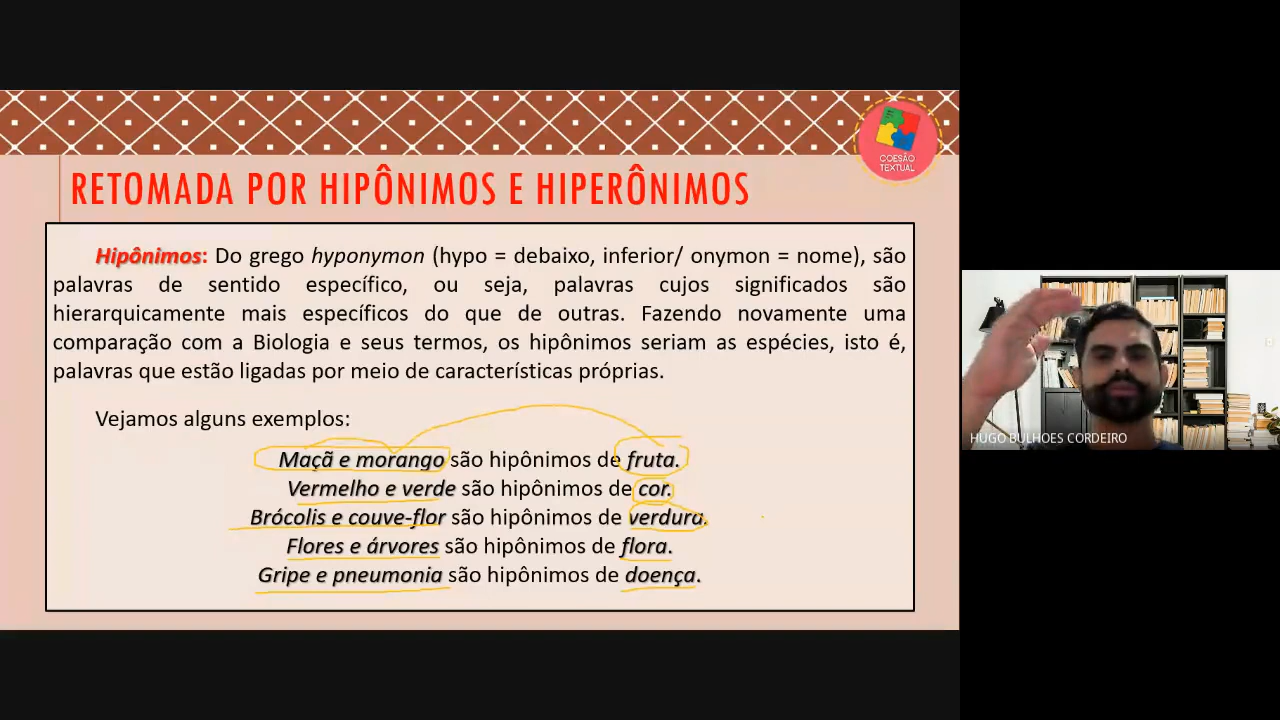 COESÃO
TEXTUAL
RETOMADA POR HIPÔNIMOS E HIPERÔNIMOS
Hipônimos: Do grego hyponymon (hypo = debaixo, inferior/ onymon = nome), são
palavras de sentido específico, ou seja, palavras cujos significados são
hierarquicamente mais específicos do que de outras. Fazendo novamente uma
comparação com a Biologia e seus termos, os hipônimos seriam as espécies, isto é,
palavras que estão ligadas por meio de características próprias.
Vejamos alguns exemplos:
Maçã e morango são hipônimos de fruta.
Vermelho e verde são hipônimos de cor.
Brócolis e couve-flor são hipônimos de verdura.
Flores e árvores são hipônimos de flora.
Gripe e pneumonia são hipônimos de doença.
HUGO BULHOES CORDEIRO